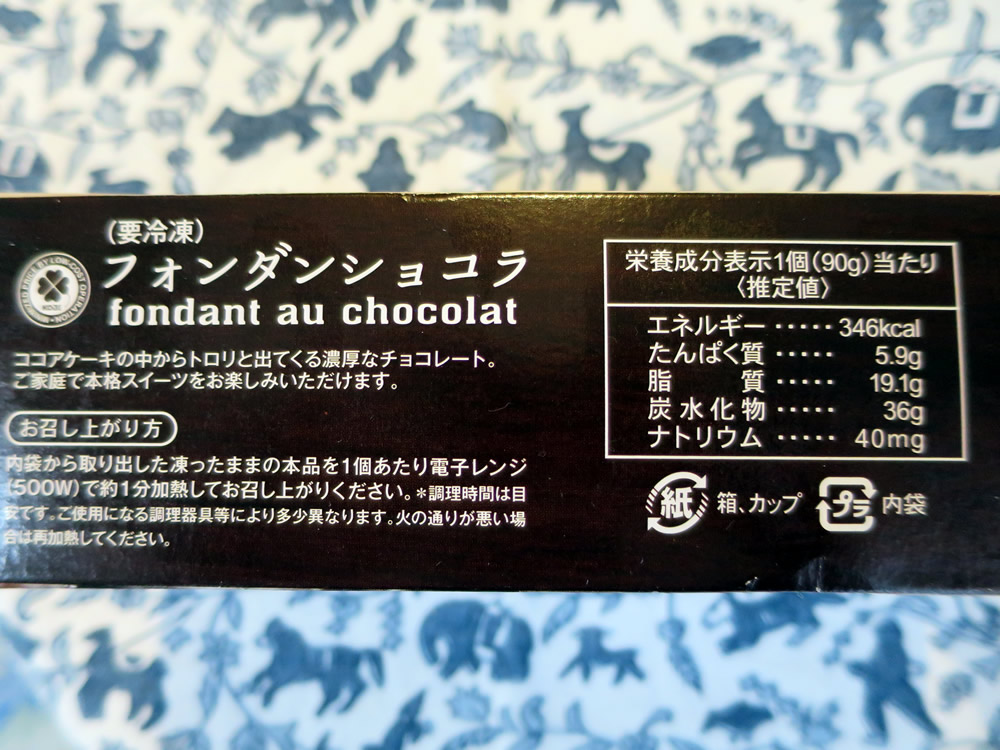 (要冷凍)
フォンダンショコラ
fondant au chocolat
ココアケーキの中からトロリと出てくる濃厚なチョコレート。
ご家庭で本格スイーツをお楽しみいただけます。
お召し上がり方
内袋から取り出した凍ったままの本品を1個あたり電子レンジ
(500W)で約1分加熱してお召し上がりください。*調理時間は目
安です。ご使用になる調理器具等により多少異なります。火の通りが悪い場
合は再加熱してください。
栄養成分表示1個(90g)当たり
〈推定値〉
エネルギー ····· 346kcal
たんぱく質 ····· 5.9g
脂質 ····· 19.1g
炭水化物 ····· 36g
ナトリウム ····· 40mg
紙 箱、カップ プラ 内袋